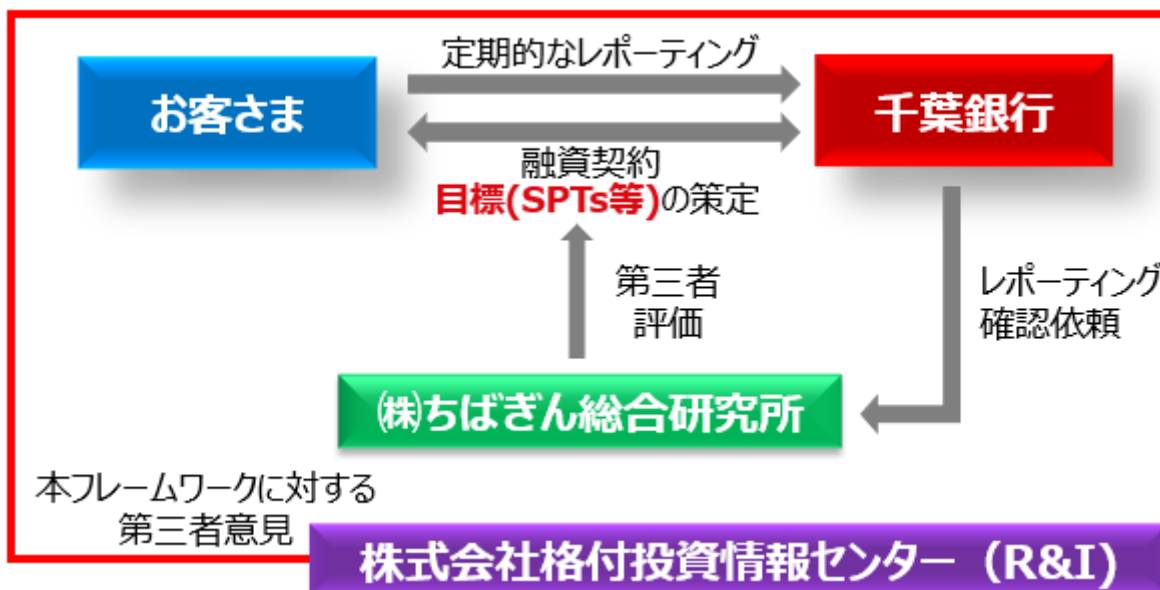 定期的なレポーティング
お客さま
千葉銀行
融資契約
目標(SPTs等)の策定
第三者
評価
レポーティング
確認依頼
㈱ちばぎん総合研究所
本フレームワークに対する
第三者意見
株式会社格付投資情報センター（R&I）